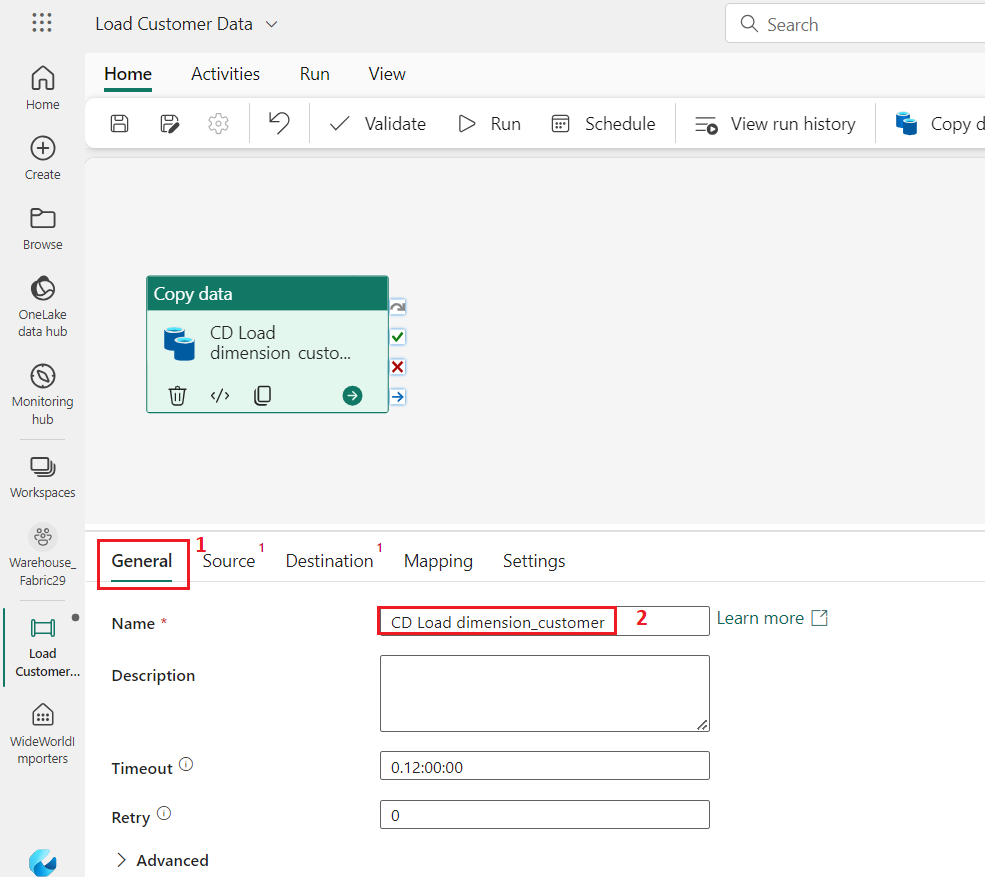 Load Customer Data
Search
Home
Activities
Run
View
Validate
Run
Schedule
View run history
Copy d
Home
Create
Browse
OneLake
data hub
Monitoring
hub
Workspaces
Warehouse_
Fabric29
Load
Customer...
WideWorldI
mporters
Copy data
CD Load
dimension_custo...
General
1
Source 1
Destination 1
Mapping
Settings
Name *
CD Load dimension_customer
2
Learn more
Description
Timeout
0.12:00:00
Retry
0
Advanced